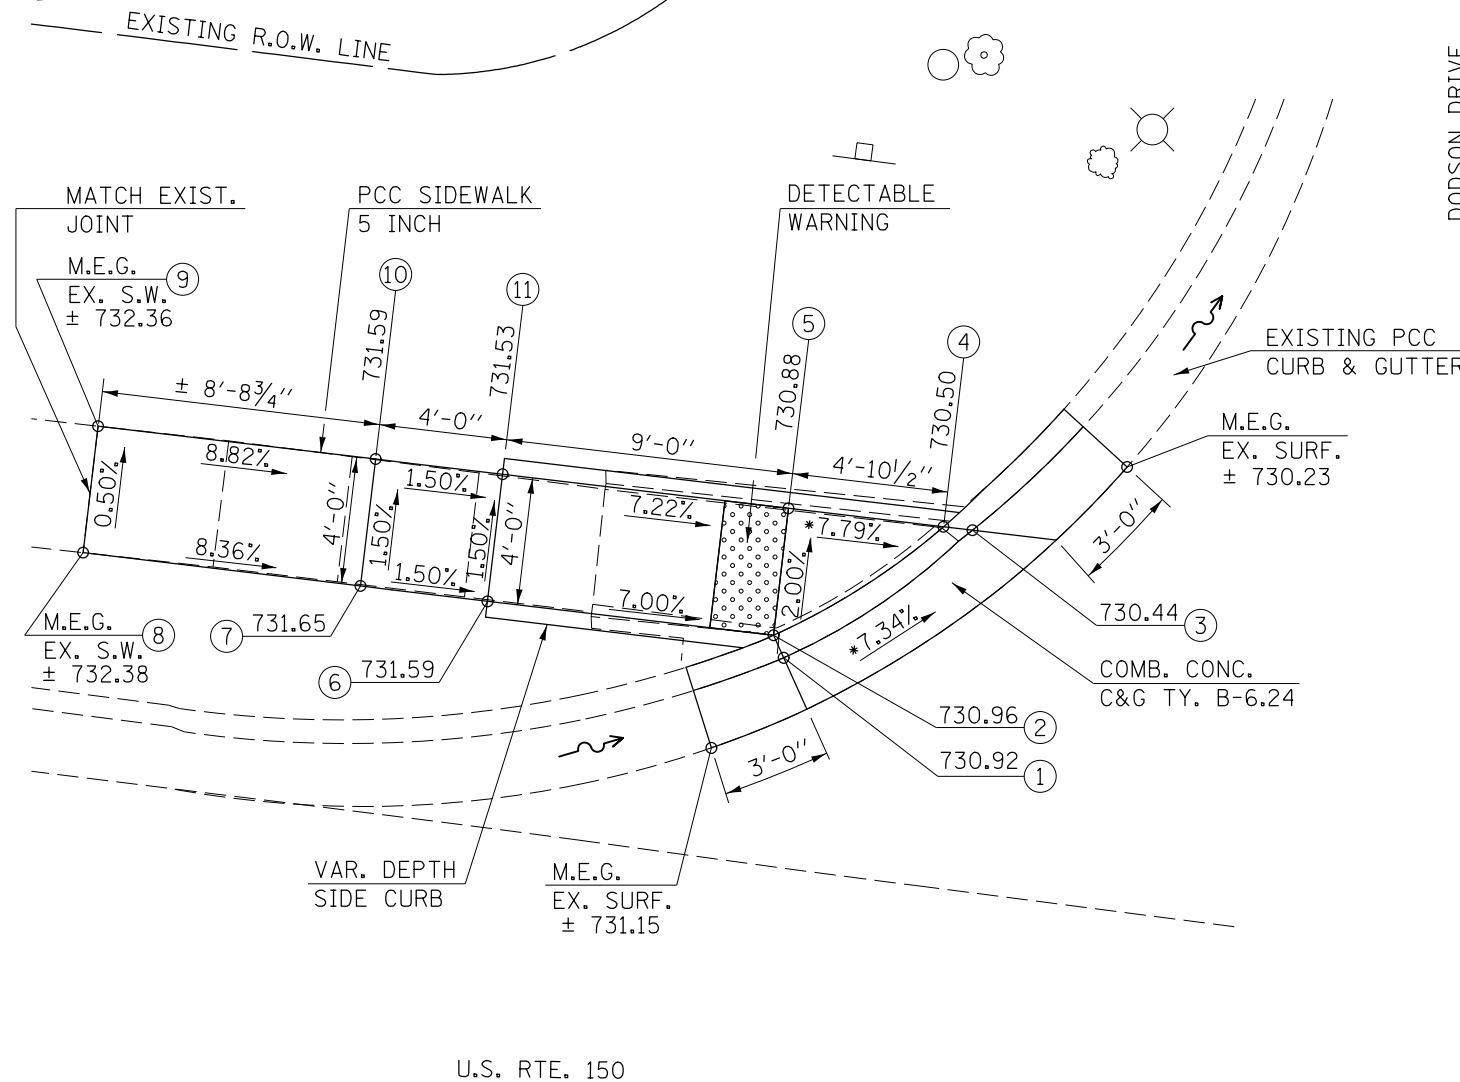 EXISTING R.O.W. LINE
DODSON DRIVE
MATCH EXIST.
JOINT
PCC SIDEWALK
5 INCH
DETECTABLE
WARNING
M.E.G.
EX. S.W.
± 732.36
9
10
731.59
11
731.53
5
730.88
4
730.50
EXISTING PCC
CURB & GUTTER
M.E.G.
EX. SURF.
± 730.23
± 8'-8¾"
4'-0"
9'-0"
4'-10½"
3'-0"
0.50%
8.82%
8.36%
4'-0"
1.50%
1.50%
1.50%
1.50%
4'-0"
7.22%
7.00%
2.00%
*7.79%
*7.34%
M.E.G.
EX. S.W.
± 732.38
8
7
731.65
6
731.59
730.44
3
COMB. CONC.
C&G TY. B-6.24
730.96
2
730.92
1
3'-0"
VAR. DEPTH
SIDE CURB
M.E.G.
EX. SURF.
± 731.15
U.S. RTE. 150